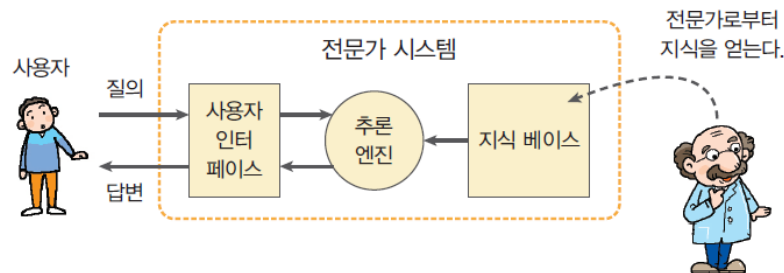 전문가로부터
지식을 얻는다.
전문가 시스템
사용자
질의
답변
사용자
인터
페이스
추론
엔진
지식 베이스